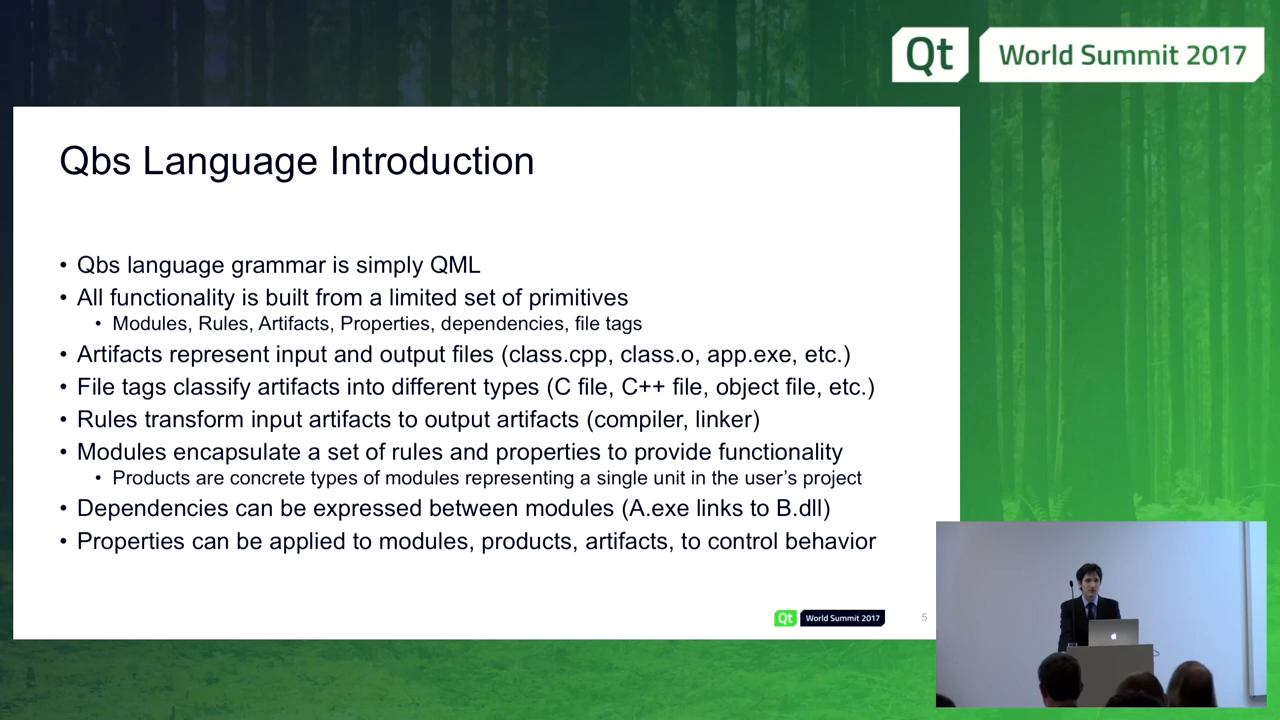 Qt World Summit 2017
Qbs Language Introduction
• Qbs language grammar is simply QML
• All functionality is built from a limited set of primitives
• Modules, Rules, Artifacts, Properties, dependencies, file tags
• Artifacts represent input and output files (class.cpp, class.o, app.exe, etc.)
• File tags classify artifacts into different types (C file, C++ file, object file, etc.)
• Rules transform input artifacts to output artifacts (compiler, linker)
• Modules encapsulate a set of rules and properties to provide functionality
• Products are concrete types of modules representing a single unit in the user’s project
• Dependencies can be expressed between modules (A.exe links to B.dll)
• Properties can be applied to modules, products, artifacts, to control behavior
Qt World Summit 2017
5